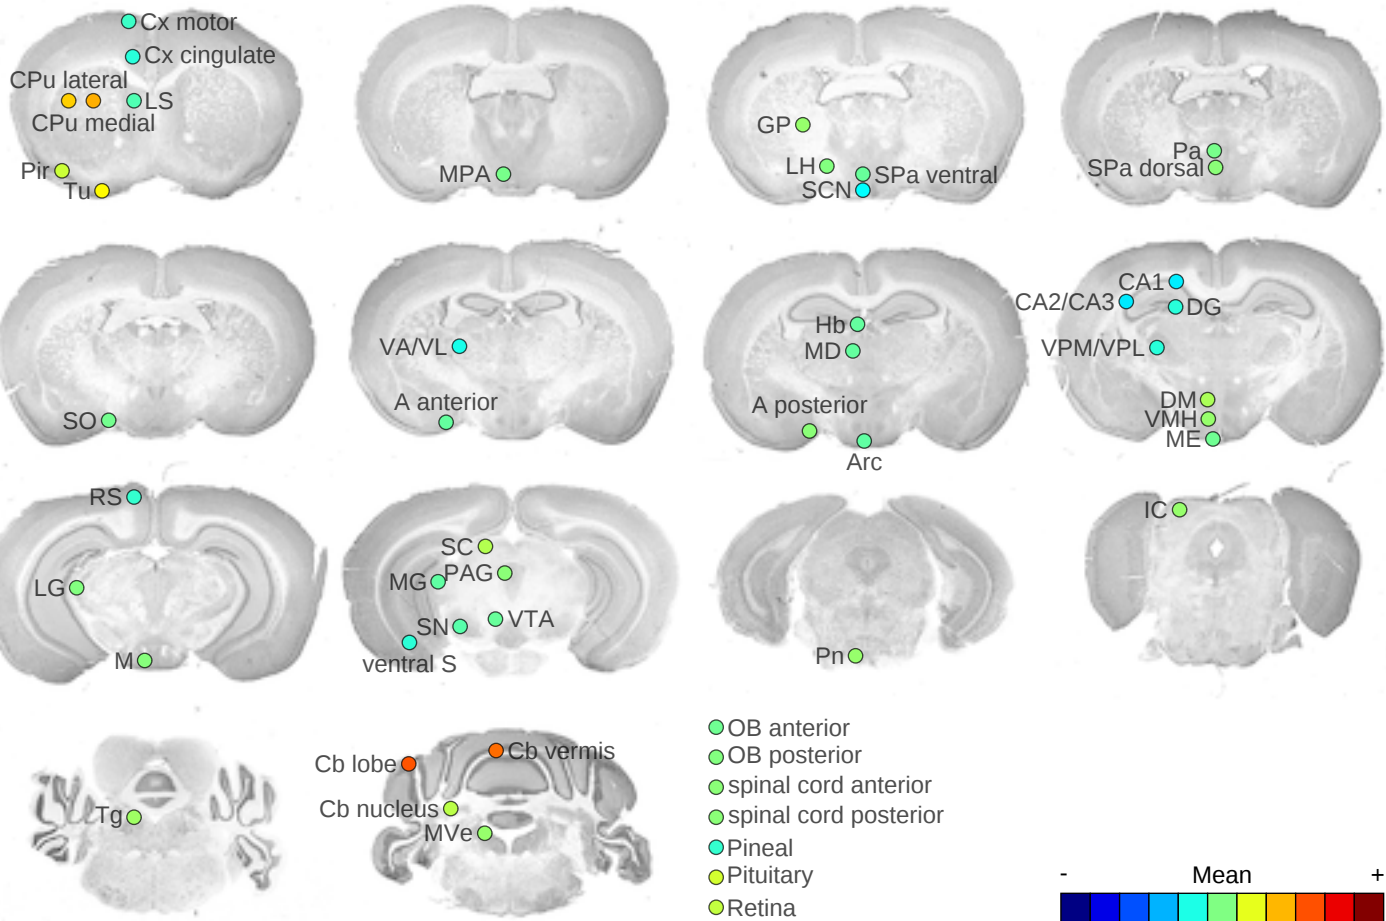 Cx motor
Cx cingulate
CPu lateral
LS
CPu medial
Pir
Tu
MPA
GP
LH
SPa ventral
SCN
Pa
SPa dorsal
SO
VA/VL
A anterior
Hb
MD
A posterior
Arc
CA1
CA2/CA3
DG
VPM/VPL
DM
VMH
ME
RS
LG
M
SC
PAG
MG
VTA
SN
ventral S
Pn
IC
Tg
Cb lobe
Cb vermis
Cb nucleus
MVe
OB anterior
OB posterior
spinal cord anterior
spinal cord posterior
Pineal
Pituitary
Retina
- Mean +